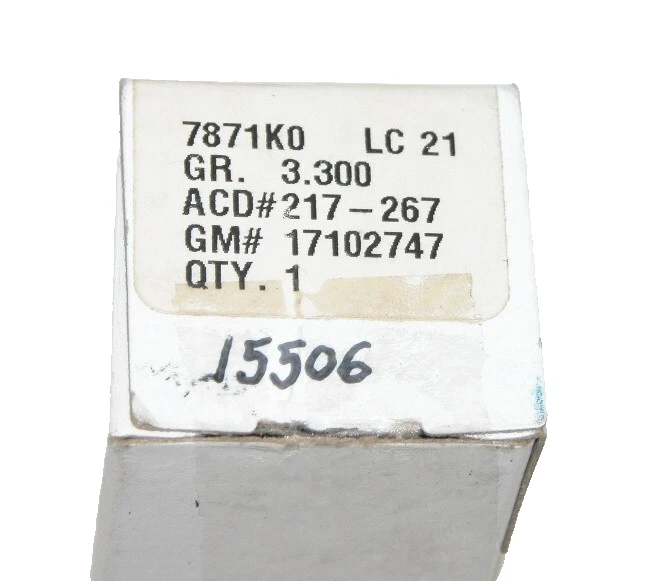 7871K0 LC 21
GR. 3.300
ACD# 217-267
GM# 17102747
QTY. 1
15506